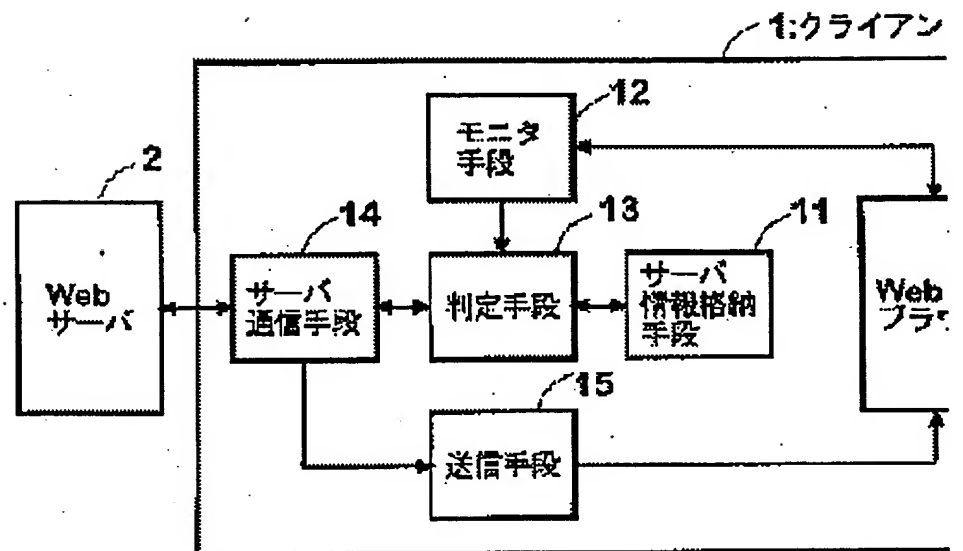 1:クライアン
12
モニタ
手段
2
14
13
11
Web
サーバ
サーバ
通信手段
判定手段
サーバ
情報格納
手段
Web
ブラ
15
送信手段